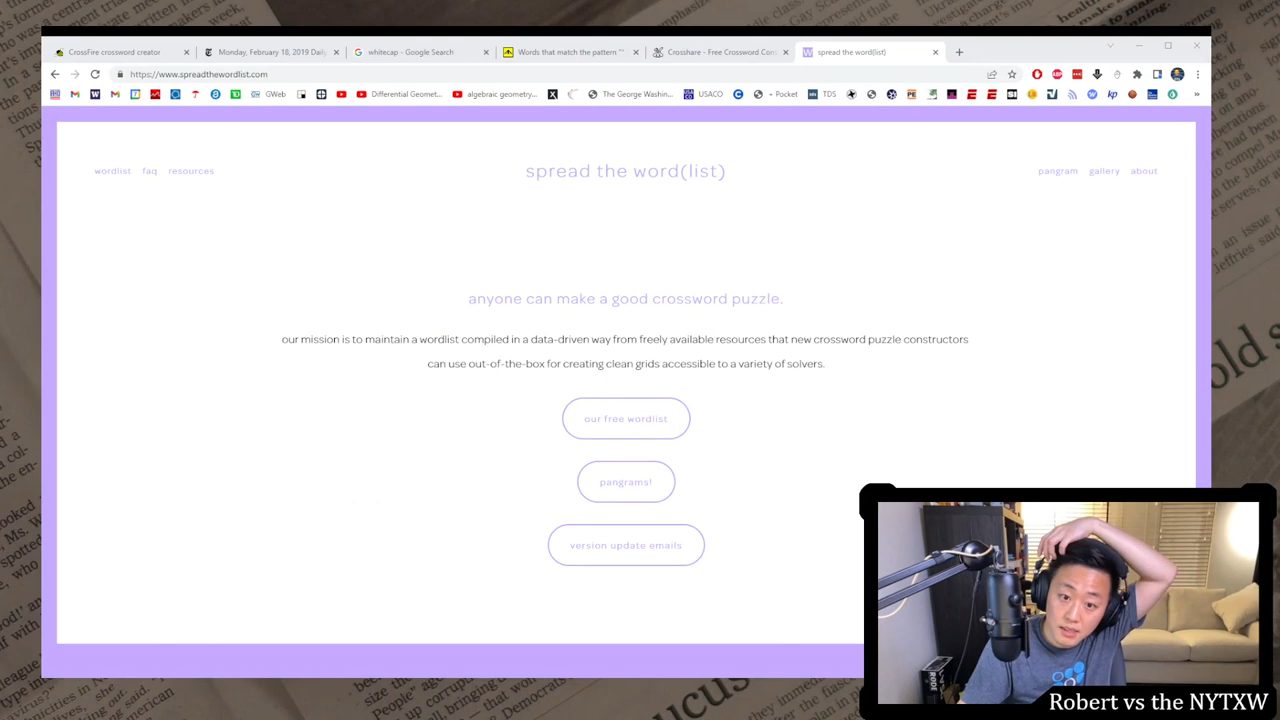 CrossFire crossword creator
Monday, February 18, 2019 Dail
whitecap - Google Search
Words that match the pattern "
Crosshare - Free Crossword Con
spread the word(list)
https://www.spreadthewordlist.com
GWeb
Differential Geomet...
algebraic geometry...
The George Washin...
USACO
+ Pocket
TDS
wordlist faq resources
spread the word(list)
pangram gallery about
anyone can make a good crossword puzzle.
our mission is to maintain a wordlist compiled in a data-driven way from freely available resources that new crossword puzzle constructors
can use out-of-the-box for creating clean grids accessible to a variety of solvers.
our free wordlist
pangrams!
version update emails
RØDE
Robert vs the NYTXW